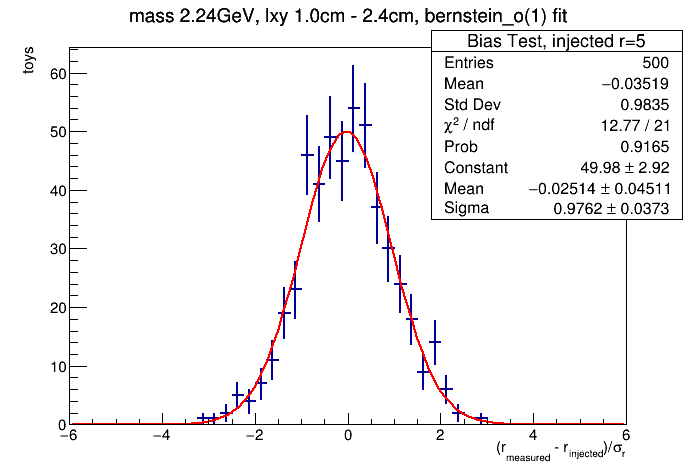 mass 2.24GeV, lxy 1.0cm - 2.4cm, bernstein_o(1) fit
Bias Test, injected r=5
Entries 500
Mean −0.03519
Std Dev 0.9835
χ² / ndf 12.77 / 21
Prob 0.9165
Constant 49.98 ± 2.92
Mean −0.02514 ± 0.04511
Sigma 0.9762 ± 0.0373
toys
60
50
40
30
20
10
0
−6 −4 −2 0 2 4 6
(r_measured - r_injected)/σ_r